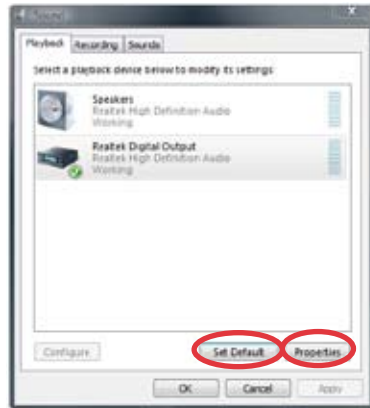 Sound
Playback Recording Sounds
Select a playback device below to modify its settings:
Speakers
Realtek High Definition Audio
Working
Realtek Digital Output
Realtek High Definition Audio
Working
Configure Set Default Properties
OK Cancel Apply